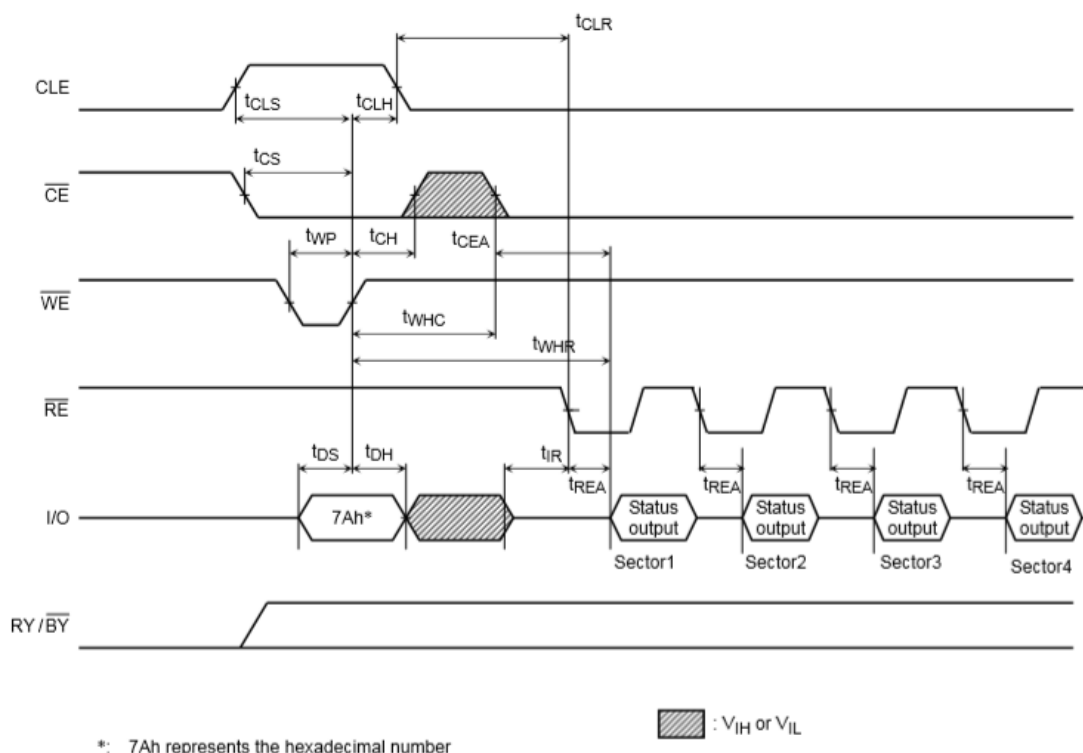 tCLR
CLE
tCLS tCLH
tCS
CE
tWP tCH tCEA
WE
tWHC
tWHR
RE
tDS tDH tIR
tREA tREA tREA tREA
I/O
7Ah*
Status output
Status output
Status output
Status output
Sector1 Sector2 Sector3 Sector4
RY/BY
: VIH or VIL
*: 7Ah represents the hexadecimal number